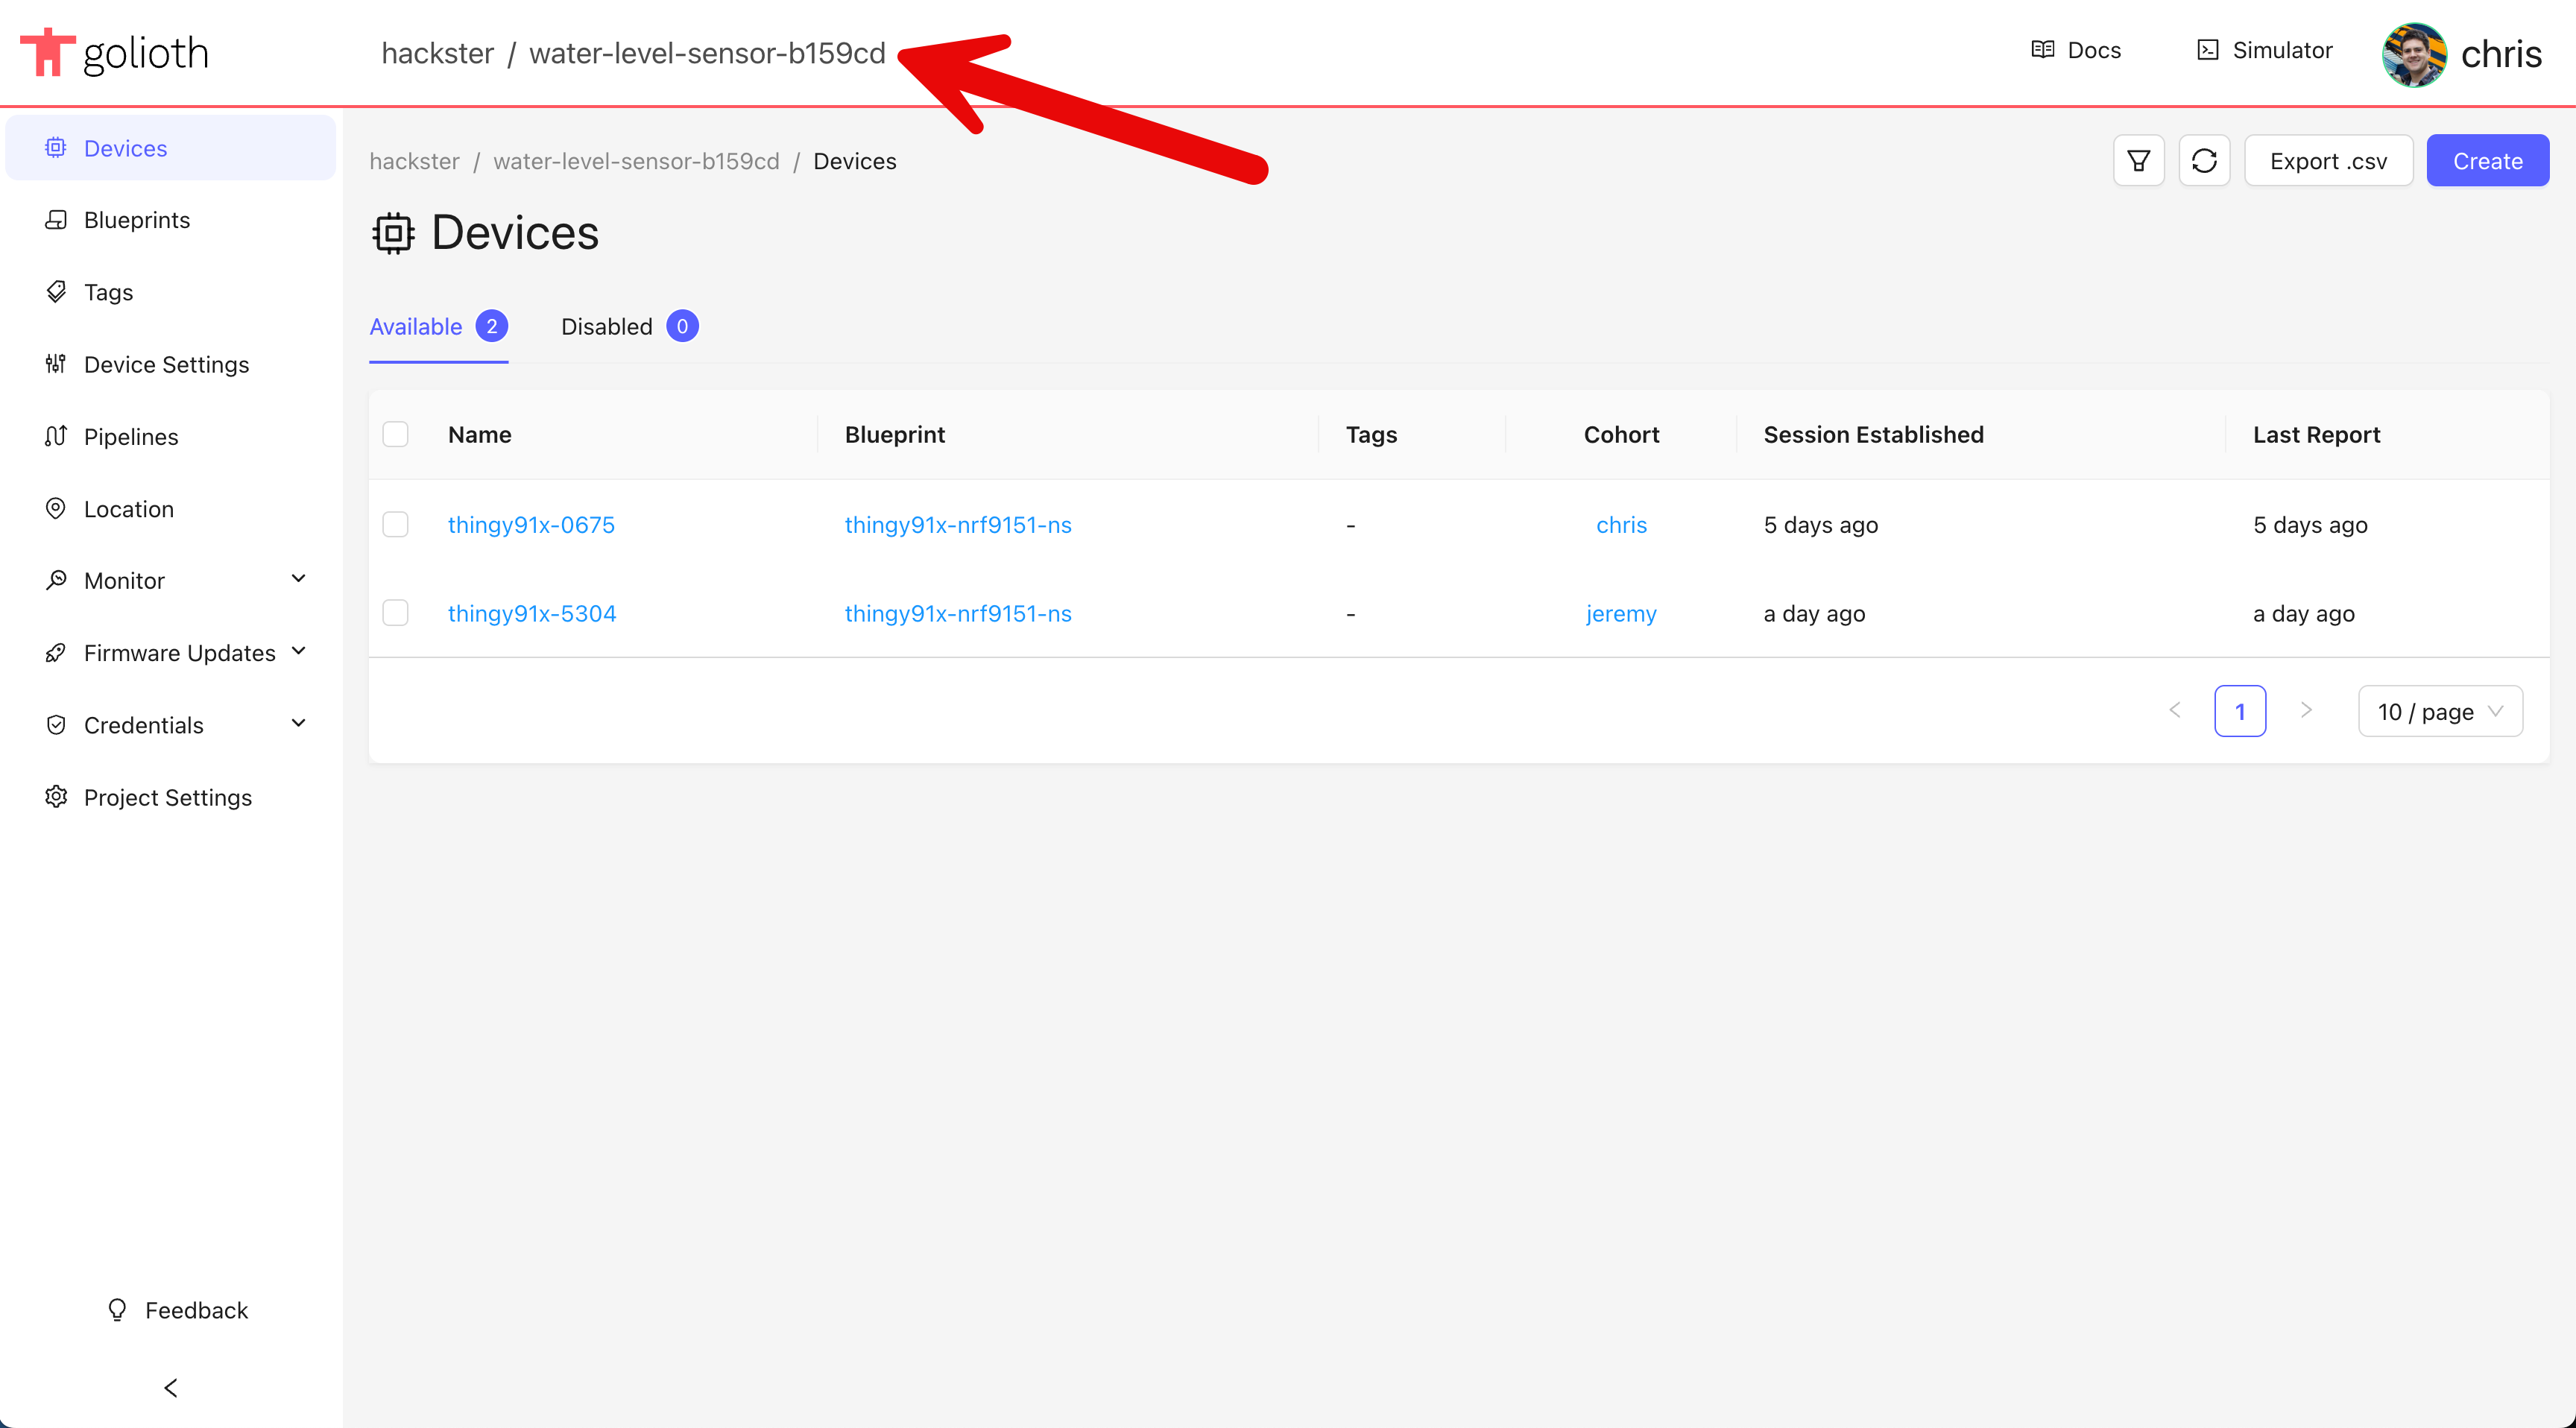 golioth
hackster / water-level-sensor-b159cd
Docs
Simulator
chris
Devices
Blueprints
Tags
Device Settings
Pipelines
Location
Monitor
Firmware Updates
Credentials
Project Settings
Feedback
hackster / water-level-sensor-b159cd / Devices
Export .csv
Create
Devices
Available 2
Disabled 0
Name Blueprint Tags Cohort Session Established Last Report
thingy91x-0675 thingy91x-nrf9151-ns - chris 5 days ago 5 days ago
thingy91x-5304 thingy91x-nrf9151-ns - jeremy a day ago a day ago
1
10 / page